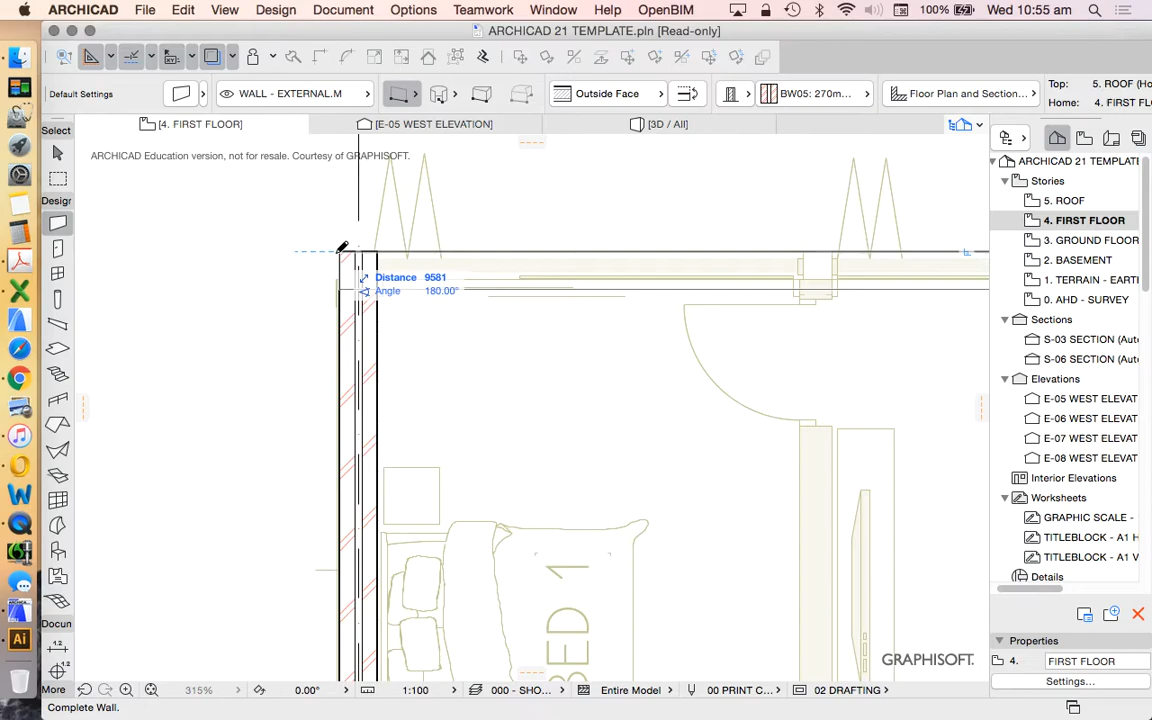 ARCHICAD File Edit View Design Document Options Teamwork Window Help OpenBIM 100% Wed 10:55 am
ARCHICAD 21 TEMPLATE.pln [Read-only]
Default Settings
WALL - EXTERNAL.M
Outside Face
BW05: 270m...
Floor Plan and Section...
Top: 5. ROOF (Ho
Home: 4. FIRST FL
Select
[4. FIRST FLOOR]
[E-05 WEST ELEVATION]
[3D / All]
ARCHICAD Education version, not for resale. Courtesy of GRAPHISOFT.
Desigr
Distance 9581
Angle 180.00°
BED 1
GRAPHISOFT.
Docun
More
ARCHICAD 21 TEMPLATE
Stories
5. ROOF
4. FIRST FLOOR
3. GROUND FLOOR
2. BASEMENT
1. TERRAIN - EART
0. AHD - SURVEY
Sections
S-03 SECTION (Aut
S-06 SECTION (Aut
Elevations
E-05 WEST ELEVAT
E-06 WEST ELEVAT
E-07 WEST ELEVAT
E-08 WEST ELEVAT
Interior Elevations
Worksheets
GRAPHIC SCALE -
TITLEBLOCK - A1 H
TITLEBLOCK - A1 V
Details
Properties
4. FIRST FLOOR
Settings...
315% 0.00° 1:100 000 - SHO... Entire Model 00 PRINT C... 02 DRAFTING
Complete Wall.